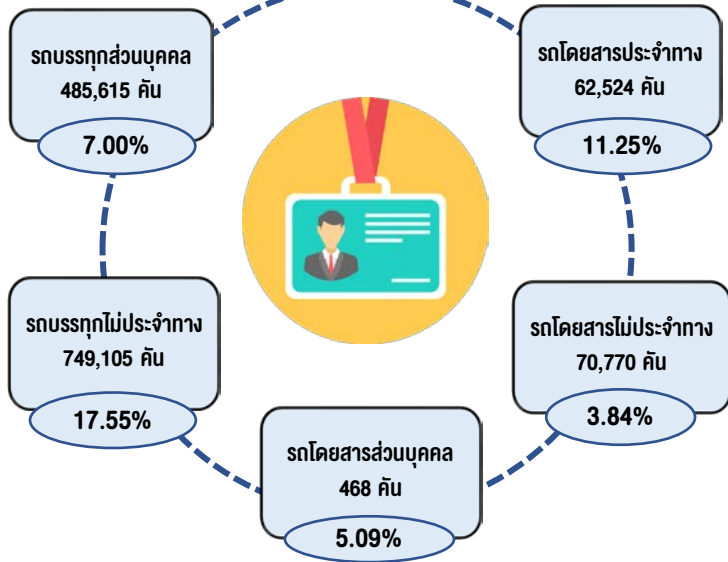 รถบรรทุกส่วนบุคคล
485,615 คัน
7.00%
รถโดยสารประจำทาง
62,524 คัน
11.25%
รถบรรทุกไม่ประจำทาง
749,105 คัน
17.55%
รถโดยสารไม่ประจำทาง
70,770 คัน
3.84%
รถโดยสารส่วนบุคคล
468 คัน
5.09%